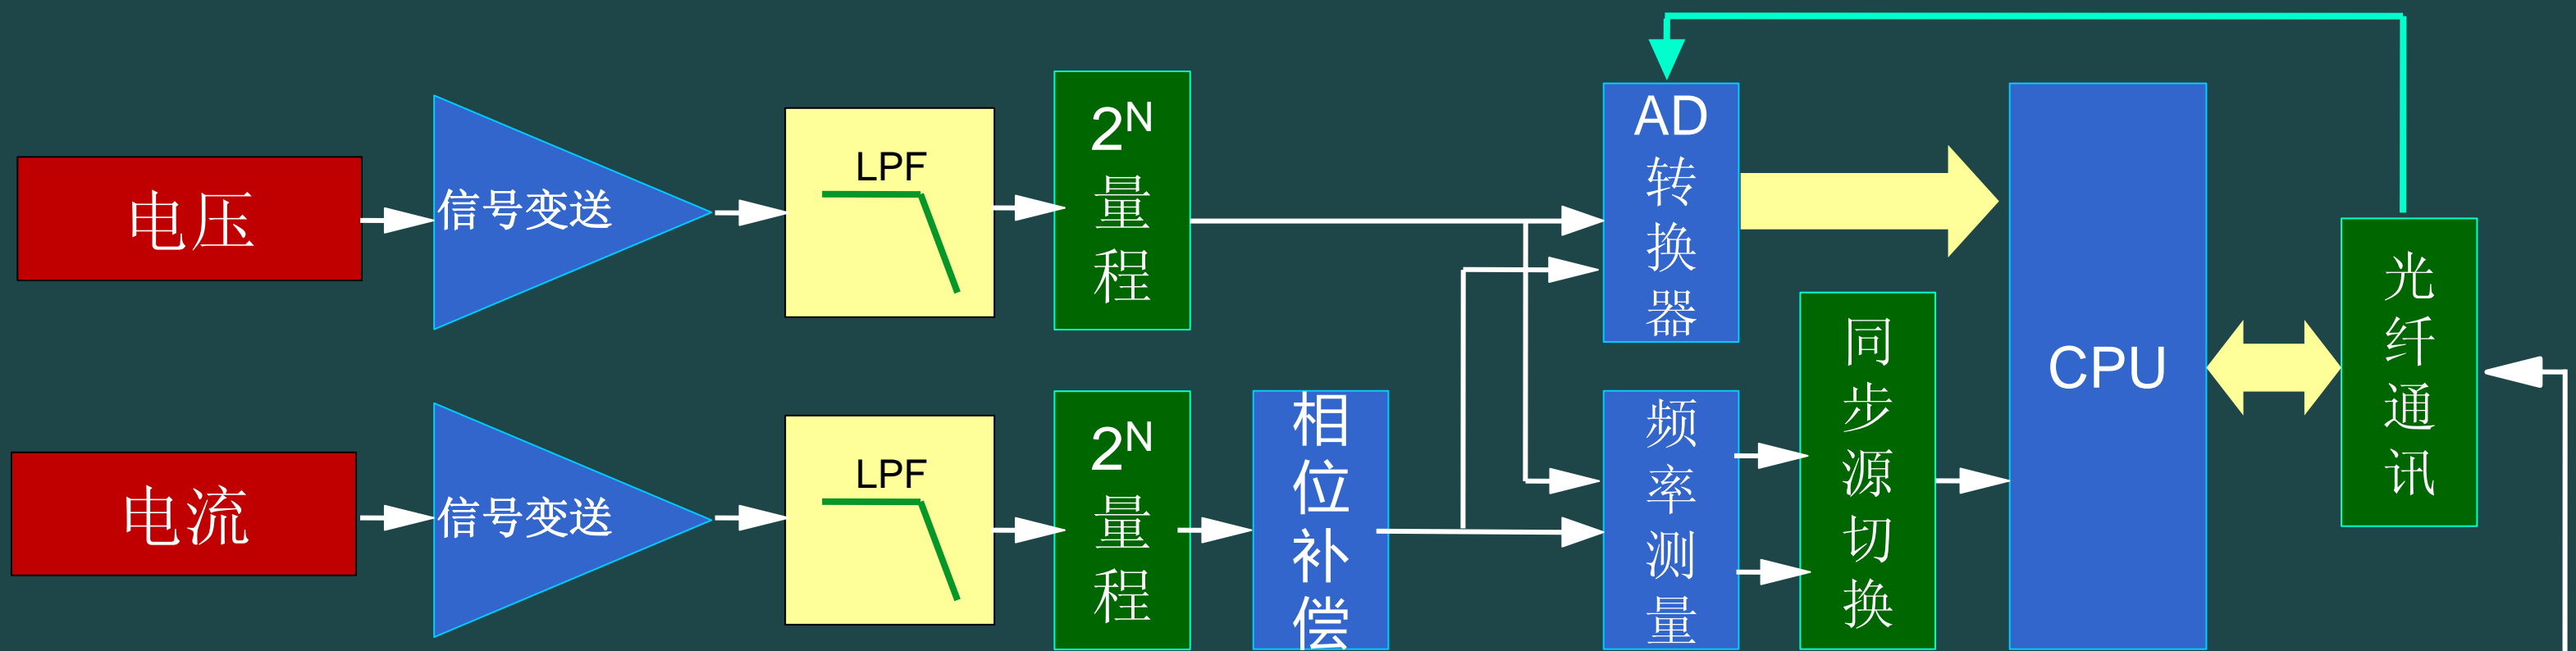 电压
信号变送
LPF
2ᴺ
量
程
AD
转
换
器
电流
信号变送
LPF
2ᴺ
量
程
相
位
补
偿
频
率
测
量
同
步
源
切
换
CPU
光
纤
通
讯